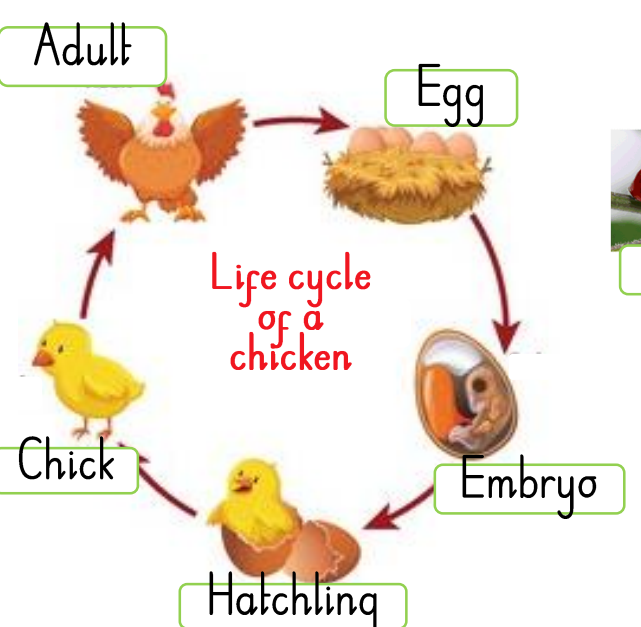 Adult
Egg
Life cycle
of a
chicken
Chick
Embryo
Hatchling